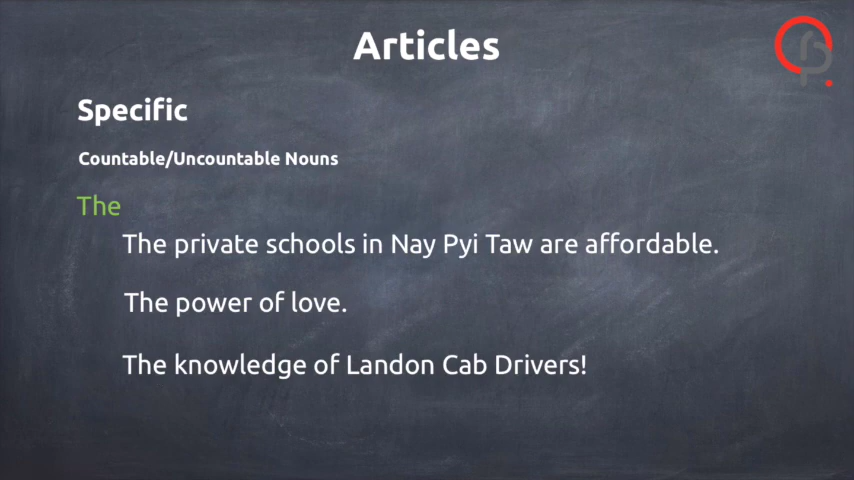 Articles
Specific
Countable/Uncountable Nouns
The
The private schools in Nay Pyi Taw are affordable.
The power of love.
The knowledge of Landon Cab Drivers!